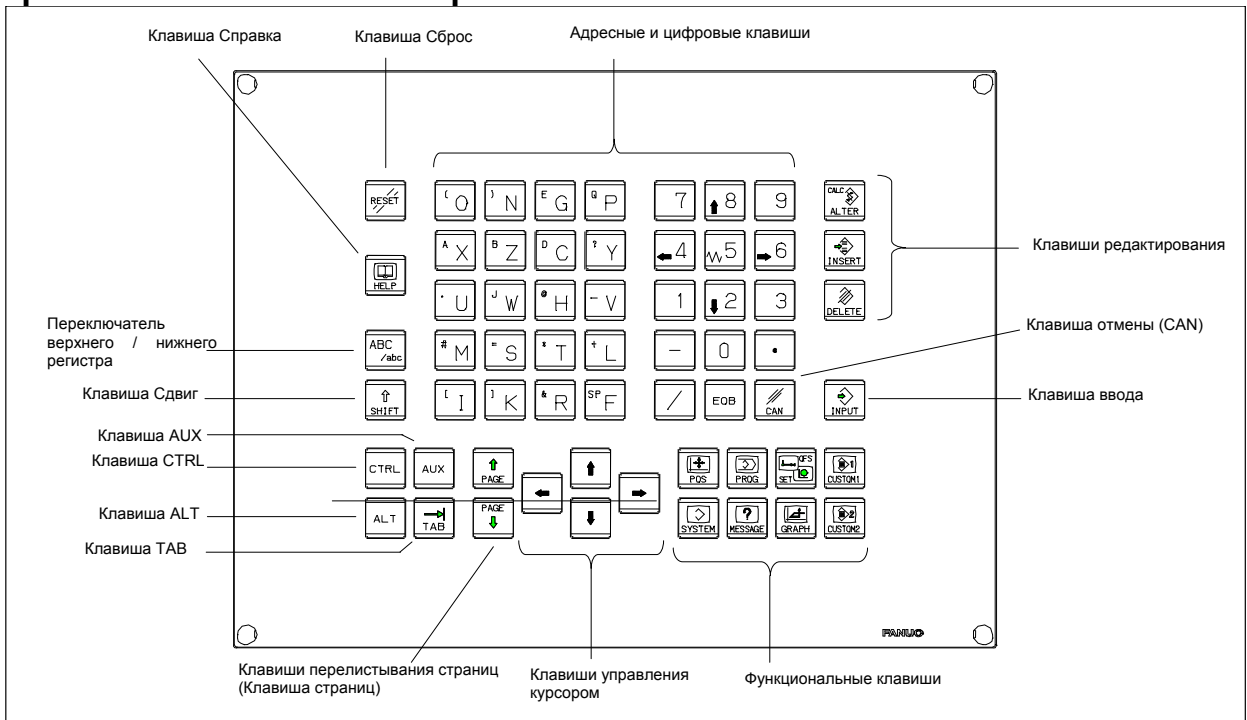 Клавиша Справка
Клавиша Сброс
Адресные и цифровые клавиши
RESET
( O
) N
E G
Q P
7
8
9
CALC
ALTER
HELP
A X
B Z
D C
? Y
4
5
6
INSERT
Клавиши редактирования
U
J W
@ H
- V
1
2
3
DELETE
Переключатель
верхнего / нижнего
регистра
Клавиша отмены (CAN)
ABC
/abc
# M
= S
* T
+ L
-
0
.
Клавиша Сдвиг
SHIFT
[ I
] K
& R
SP F
/
EOB
CAN
INPUT
Клавиша ввода
Клавиша AUX
Клавиша CTRL
CTRL
AUX
PAGE
POS
PROG
OFS
SET
CUSTOM1
Клавиша ALT
ALT
TAB
PAGE
SYSTEM
? MESSAGE
GRAPH
CUSTOM2
Клавиша TAB
FANUC
Клавиши перелистывания страниц
(Клавиша страниц)
Клавиши управления
курсором
Функциональные клавиши